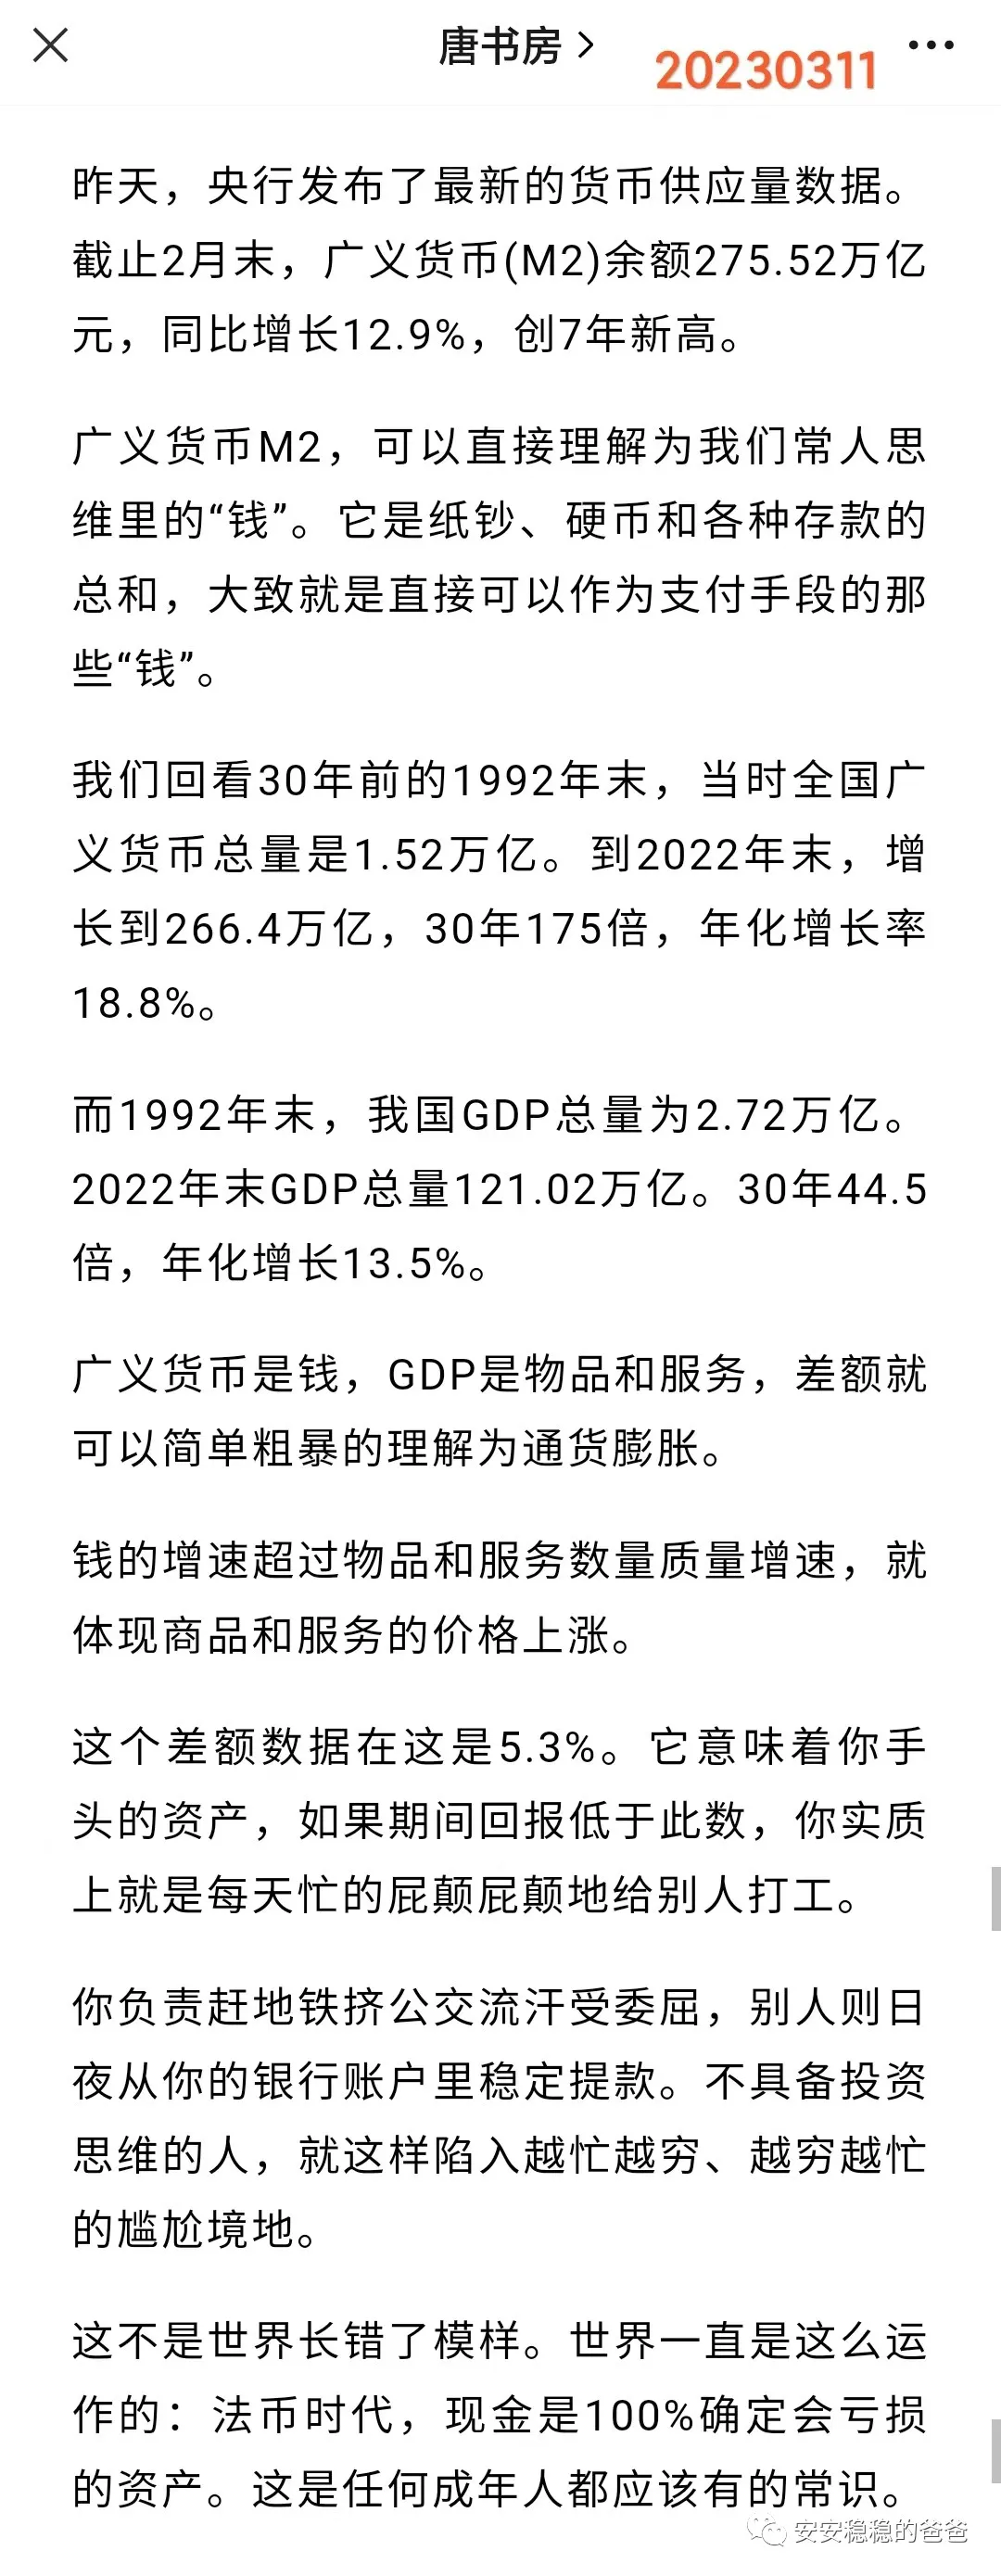 唐书房
20230311
昨天，央行发布了最新的货币供应量数据。
截止2月末，广义货币(M2)余额275.52万亿
元，同比增长12.9%，创7年新高。
广义货币M2，可以直接理解为我们常人思
维里的“钱”。它是纸钞、硬币和各种存款的
总和，大致就是直接可以作为支付手段的那
些“钱”。
我们回看30年前的1992年末，当时全国广
义货币总量是1.52万亿。到2022年末，增
长到266.4万亿，30年175倍，年化增长率
18.8%。
而1992年末，我国GDP总量为2.72万亿。
2022年末GDP总量121.02万亿。30年44.5
倍，年化增长13.5%。
广义货币是钱，GDP是物品和服务，差额就
可以简单粗暴的理解为通货膨胀。
钱的增速超过物品和服务数量质量增速，就
体现商品和服务的价格上涨。
这个差额数据在这是5.3%。它意味着你手
头的资产，如果期间回报低于此数，你实质
上就是每天忙的屁颠屁颠地给别人打工。
你负责赶地铁挤公交流汗受委屈，别人则日
夜从你的银行账户里稳定提款。不具备投资
思维的人，就这样陷入越忙越穷、越穷越忙
的尴尬境地。
这不是世界长错了模样。世界一直是这么运
作的：法币时代，现金是100%确定会亏损
的资产。这是任何成年人都应该有的常识。
安安稳稳的爸爸